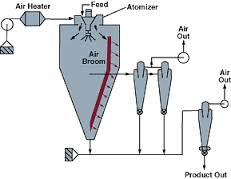 Feed
Air Heater
Atomizer
Air
Broom
Air
Out
Air
Out
Product Out